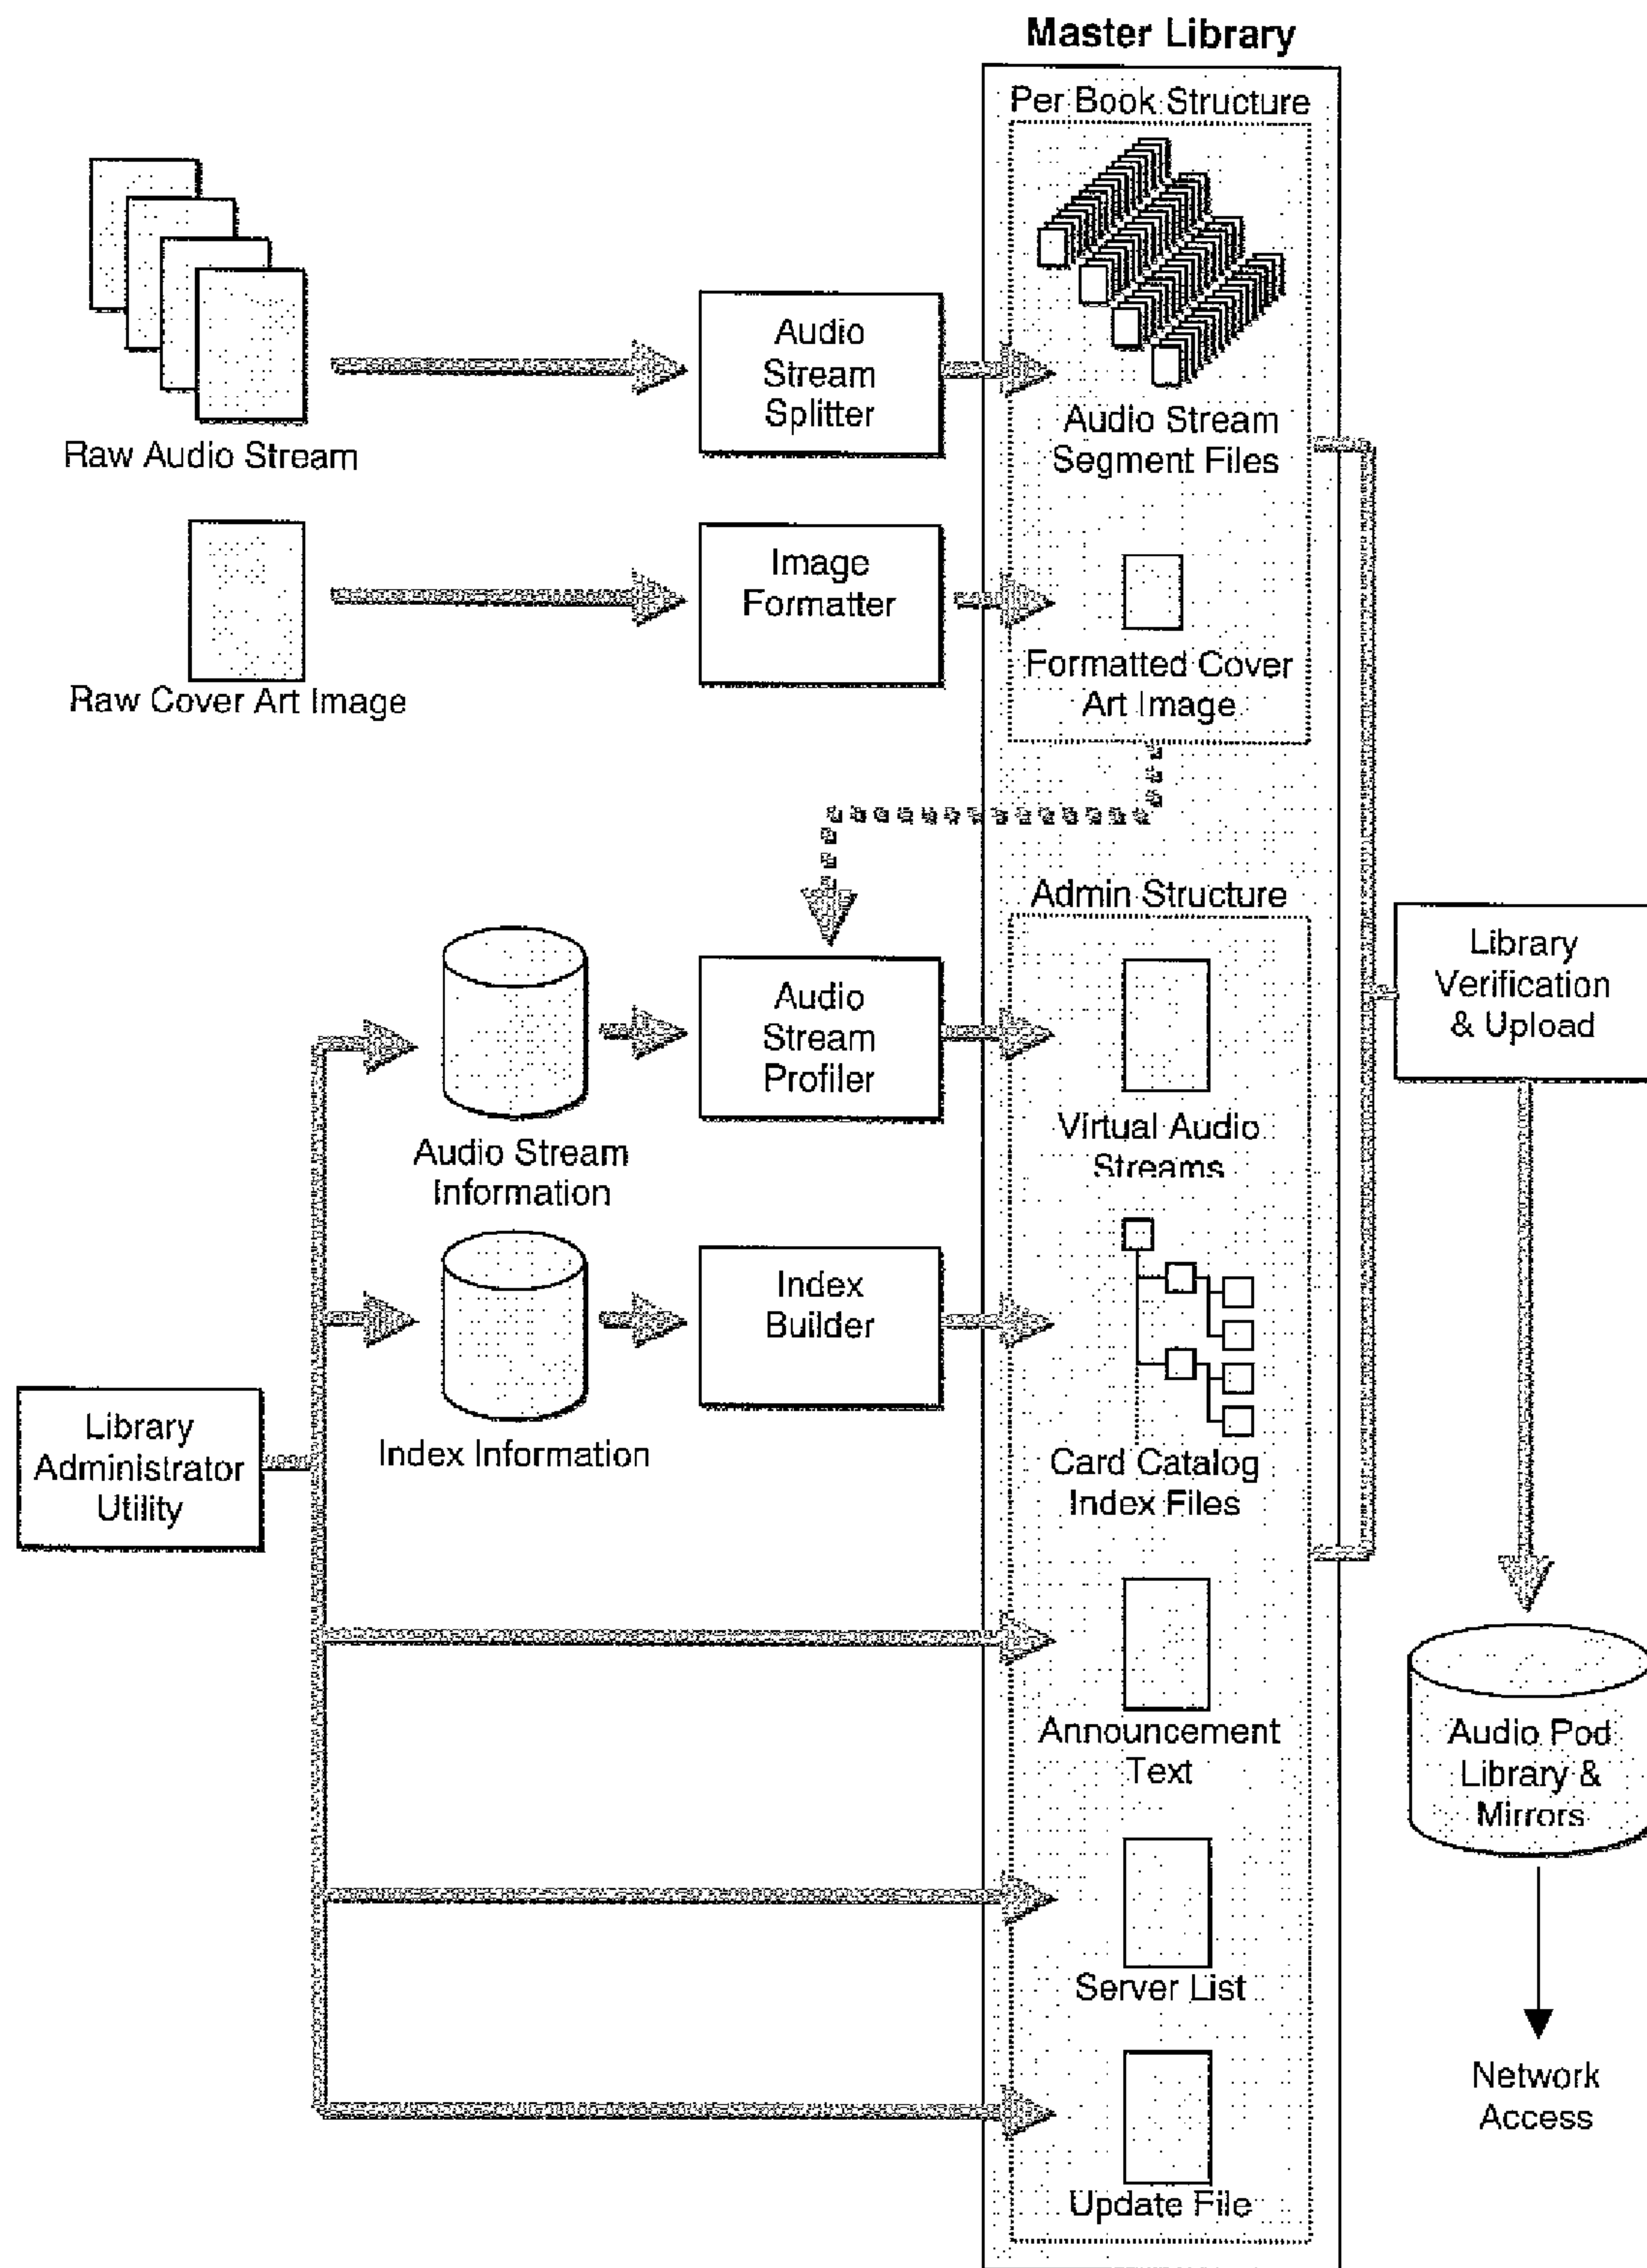 Master Library
Per Book Structure
Raw Audio Stream
Audio
Stream
Splitter
Audio Stream
Segment Files
Raw Cover Art Image
Image
Formatter
Formatted Cover
Art Image
Admin Structure
Audio Stream
Information
Audio
Stream
Profiler
Virtual Audio
Streams
Library
Verification
& Upload
Index Information
Index
Builder
Card Catalog
Index Files
Library
Administrator
Utility
Announcement
Text
Server List
Update File
Audio Pod
Library &
Mirrors
Network
Access